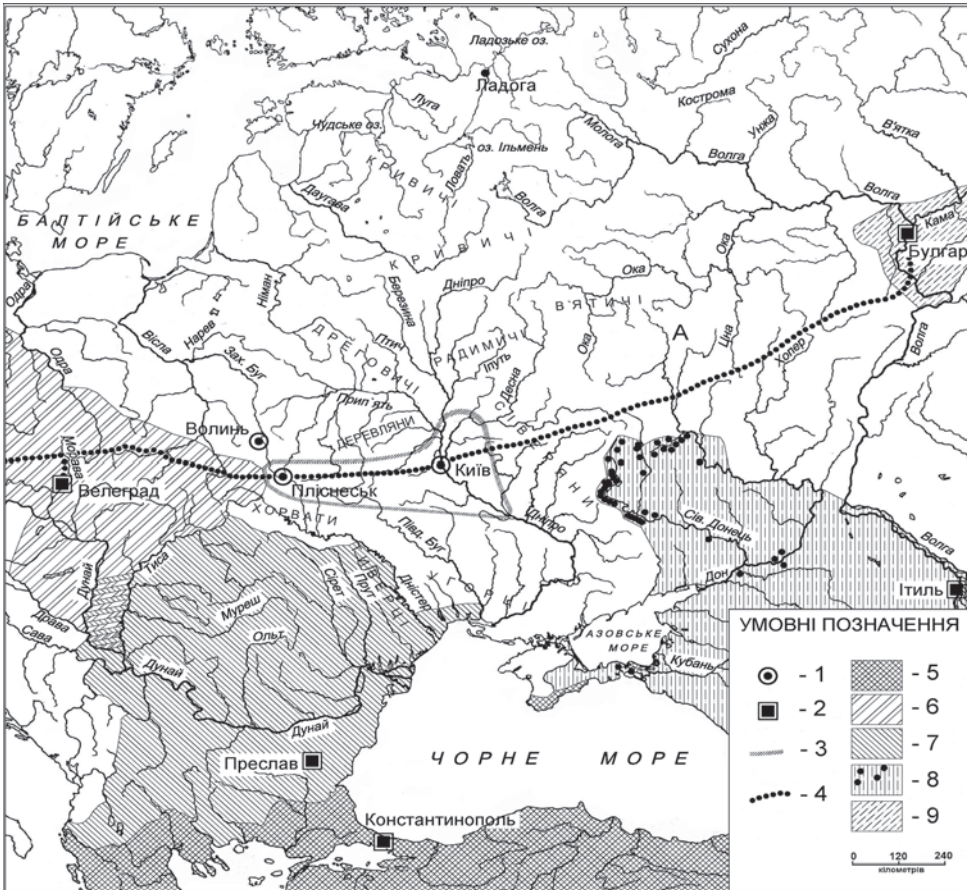 Ладозьке оз.
Ладога
Сухона
Луга
Кострома
Унжа
В'ятка
Чудське оз.
оз. Ільмень
Молога
Волга
КРИВИЧІ
Ловать
Даугава
Волга
Волга
Кама
Булгар
БАЛТІЙСЬКЕ
МОРЕ
КРИВИЧІ
Ока
Дніпро
Ока
Одра
Німан
Березина
ВЯТИЧІ
Вісла
Нарев
ДРЕГОВИЧІ
Птич
РАДИМИЧІ
Іпуть
Ока
А
Цна
Хопер
Волга
Одра
Зах. Буг
Десна
Прип'ять
Волинь
ДЕРЕВЛЯНИ
Морава
Київ
Велеград
Пліснеськ
ХОРВАТИ
Дніпро
Сів. Донець
Півд. Буг
Волга
Дунай
Тиса
Дон
Ітиль
Сірет
Прут
Дністер
Муреш
Драва
Сава
Ольт
АЗОВСЬКЕ
МОРЕ
Кубань
Дунай
Дунай
Преслав
ЧОРНЕ МОРЕ
Константинополь
УМОВНІ ПОЗНАЧЕННЯ
- 1
- 2
- 3
- 4
- 5
- 6
- 7
- 8
- 9
0 120 240
кілометрів